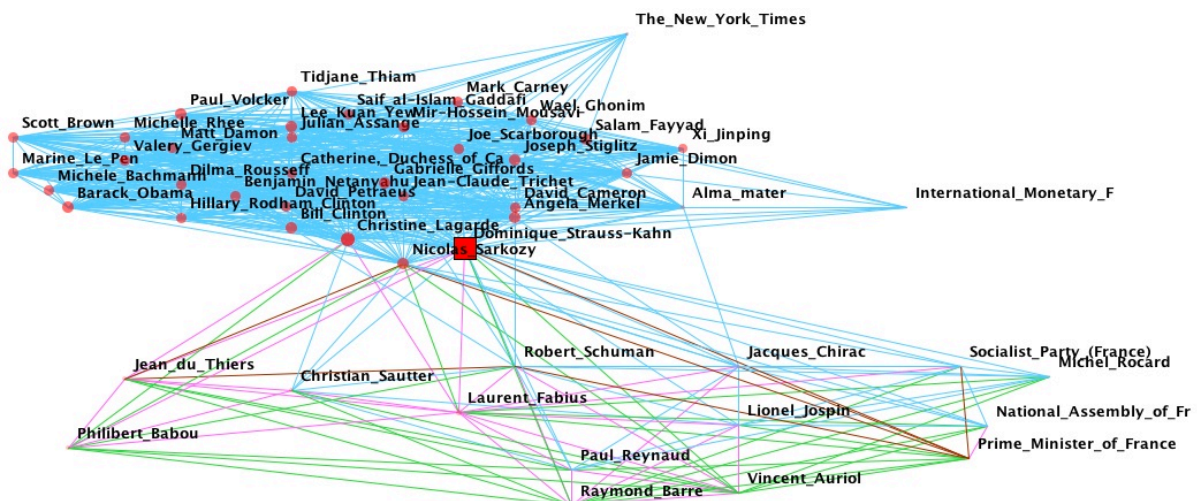 The_New_York_Times
Tidjane_Thiam
Mark_Carney
Paul_Volcker
Saif_al-Islam_Gaddafi
Wael_Ghonim
Lee_Kuan_Yew
Mir-Hossein_Mousavi
Scott_Brown
Michelle_Rhee
Julian_Assange
Salam_Fayyad
Matt_Damon
Joe_Scarborough
Xi_Jinping
Valery_Gergiev
Joseph_Stiglitz
Marine_Le_Pen
Catherine,_Duchess_of_Ca
Jamie_Dimon
Dilma_Rousseff
Gabrielle_Giffords
Michele_Bachmann
Benjamin_Netanyahu
Jean-Claude_Trichet
Barack_Obama
David_Petraeus
David_Cameron
Alma_mater
International_Monetary_F
Hillary_Rodham_Clinton
Angela_Merkel
Bill_Clinton
Christine_Lagarde
Dominique_Strauss-Kahn
Nicolas_Sarkozy
Robert_Schuman
Jacques_Chirac
Socialist_Party_(France)
Jean_du_Thiers
Michel_Rocard
Christian_Sautter
Laurent_Fabius
Lionel_Jospin
National_Assembly_of_Fr
Philibert_Babou
Prime_Minister_of_France
Paul_Reynaud
Vincent_Auriol
Raymond_Barre